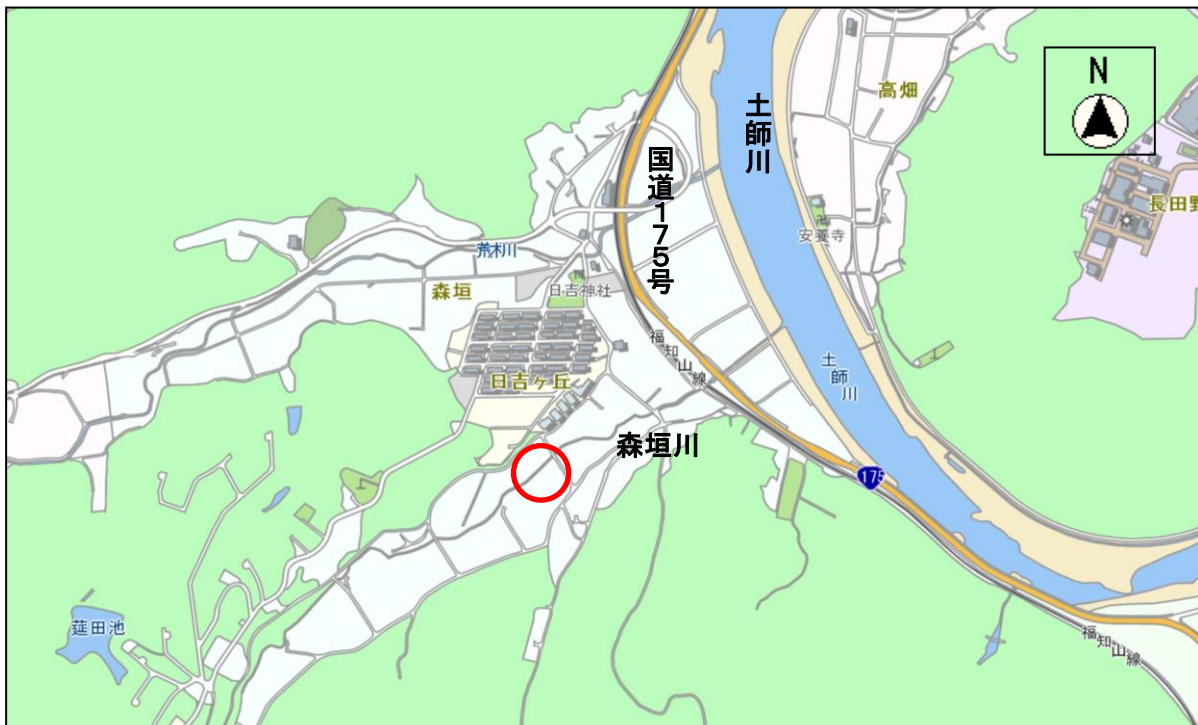 N
高畑
土師川
国道175号
長田野
安養寺
荒木川
森垣
日吉神社
福知山線
土師川
日吉ヶ丘
森垣川
175
莚田池
福知山線